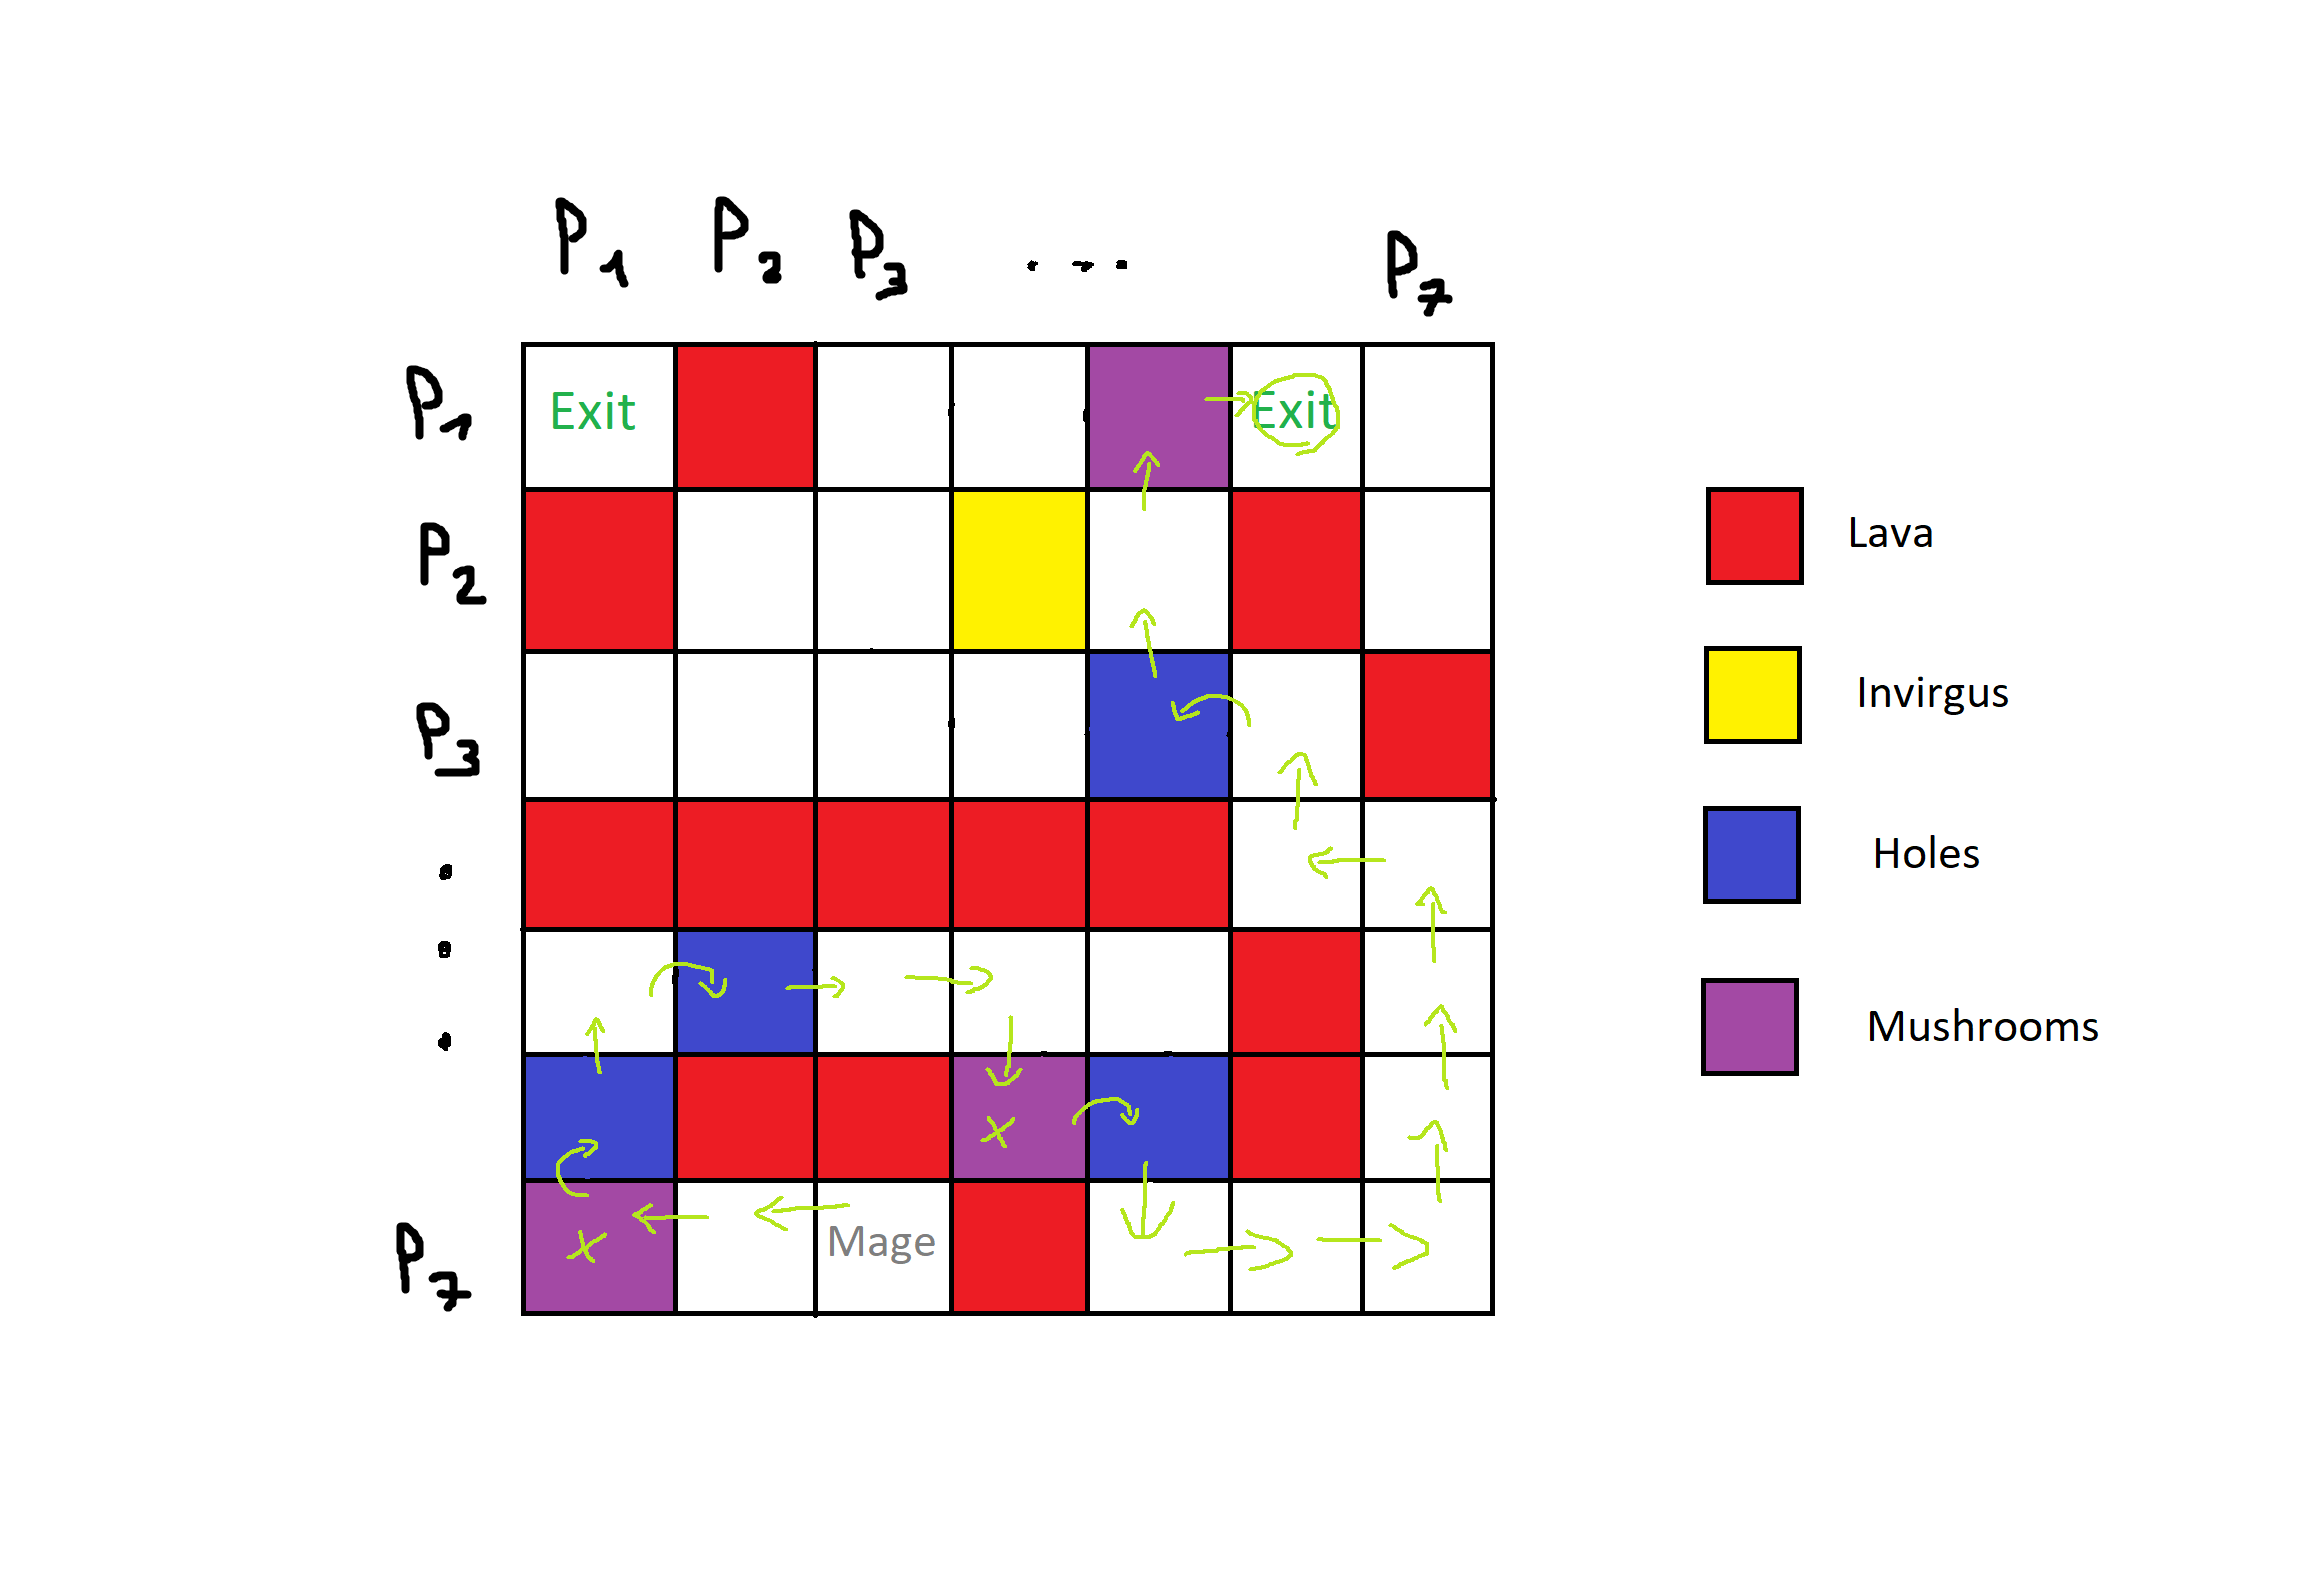 P1 P2 P3 ... P7
P1 Exit Exit
P2 Lava
Invirgus
P3
Holes
Mushrooms
x
P7 x Mage